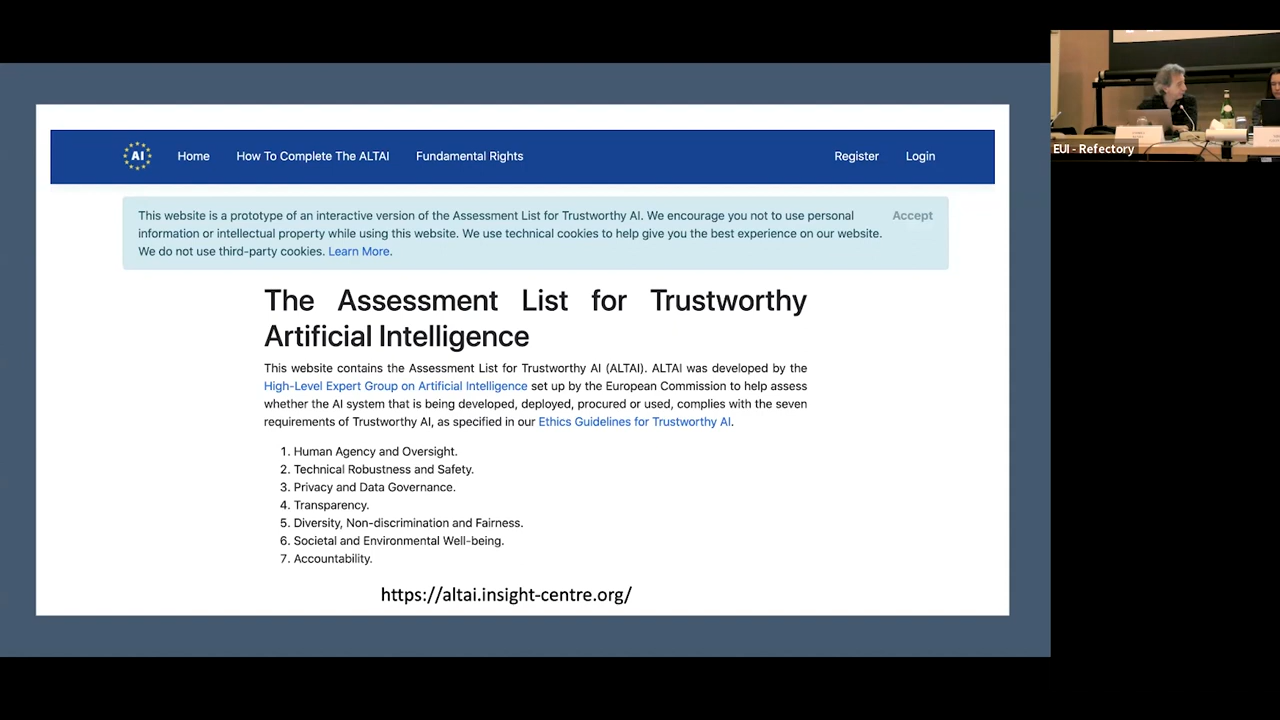 AI
Home
How To Complete The ALTAI
Fundamental Rights
Register
Login
This website is a prototype of an interactive version of the Assessment List for Trustworthy AI. We encourage you not to use personal
information or intellectual property while using this website. We use technical cookies to help give you the best experience on our website.
We do not use third-party cookies. Learn More.
Accept
The Assessment List for Trustworthy
Artificial Intelligence
This website contains the Assessment List for Trustworthy AI (ALTAI). ALTAI was developed by the
High-Level Expert Group on Artificial Intelligence set up by the European Commission to help assess
whether the AI system that is being developed, deployed, procured or used, complies with the seven
requirements of Trustworthy AI, as specified in our Ethics Guidelines for Trustworthy AI.
1. Human Agency and Oversight.
2. Technical Robustness and Safety.
3. Privacy and Data Governance.
4. Transparency.
5. Diversity, Non-discrimination and Fairness.
6. Societal and Environmental Well-being.
7. Accountability.
https://altai.insight-centre.org/
EUI - Refectory